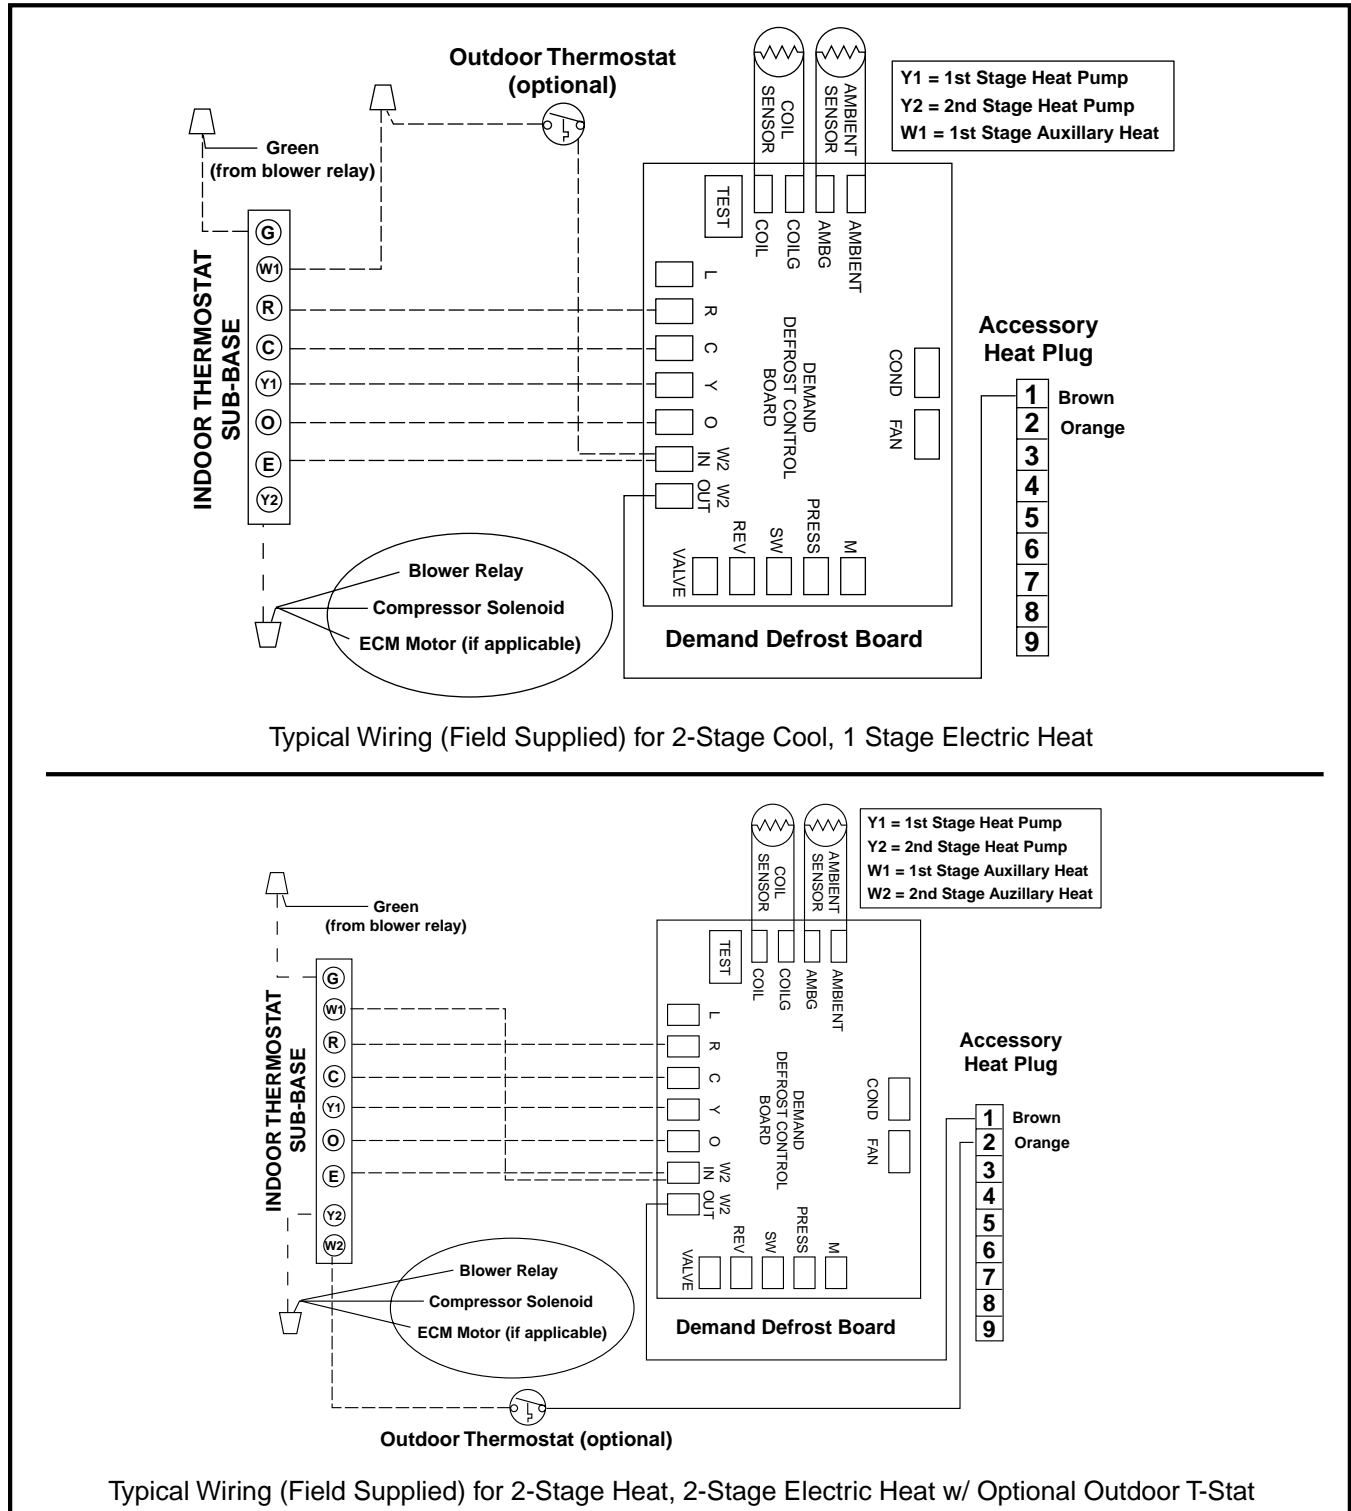 Outdoor Thermostat
(optional)
Green
(from blower relay)
COIL
SENSOR
AMBIENT
SENSOR
Y1 = 1st Stage Heat Pump
Y2 = 2nd Stage Heat Pump
W1 = 1st Stage Auxillary Heat
INDOOR THERMOSTAT
SUB-BASE
G
W1
R
C
Y1
O
E
Y2
TEST
COIL
COILG
AMBG
AMBIENT
L
R
C
Y
O
W2
IN
W2
OUT
DEMAND
DEFROST CONTROL
BOARD
COND
FAN
VALVE
REV
SW
PRESS
M
Demand Defrost Board
Accessory
Heat Plug
1 Brown
2 Orange
3
4
5
6
7
8
9
Blower Relay
Compressor Solenoid
ECM Motor (if applicable)
Typical Wiring (Field Supplied) for 2-Stage Cool, 1 Stage Electric Heat
Green
(from blower relay)
COIL
SENSOR
AMBIENT
SENSOR
Y1 = 1st Stage Heat Pump
Y2 = 2nd Stage Heat Pump
W1 = 1st Stage Auxillary Heat
W2 = 2nd Stage Auzillary Heat
INDOOR THERMOSTAT
SUB-BASE
G
W1
R
C
Y1
O
E
Y2
W2
TEST
COIL
COILG
AMBG
AMBIENT
L
R
C
Y
O
W2
IN
W2
OUT
DEMAND
DEFROST CONTROL
BOARD
COND
FAN
VALVE
REV
SW
PRESS
M
Demand Defrost Board
Accessory
Heat Plug
1 Brown
2 Orange
3
4
5
6
7
8
9
Blower Relay
Compressor Solenoid
ECM Motor (if applicable)
Outdoor Thermostat (optional)
Typical Wiring (Field Supplied) for 2-Stage Heat, 2-Stage Electric Heat w/ Optional Outdoor T-Stat